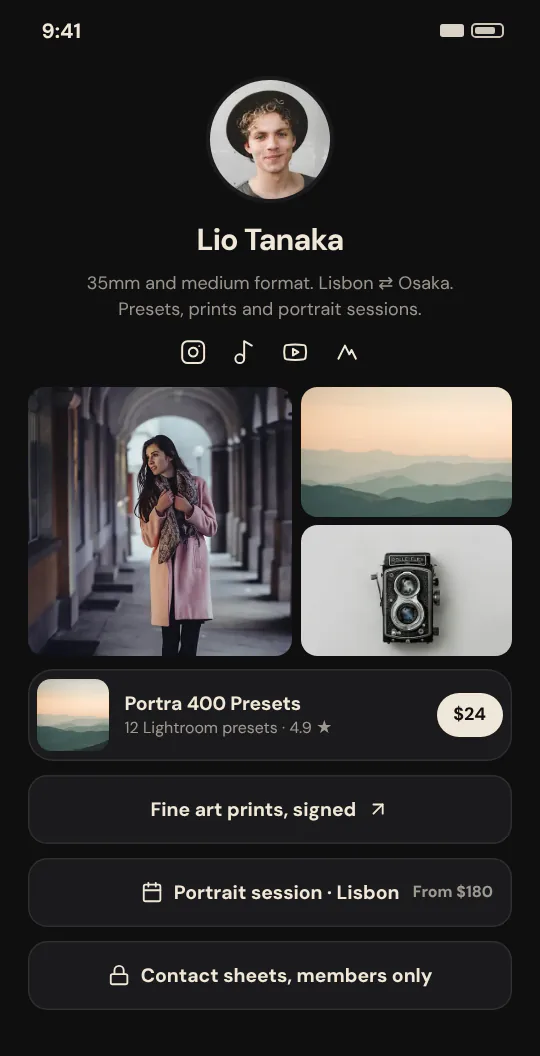 9:41
Lio Tanaka
35mm and medium format. Lisbon ⇄ Osaka.
Presets, prints and portrait sessions.
Portra 400 Presets
12 Lightroom presets · 4.9 ★
$24
Fine art prints, signed
Portrait session · Lisbon
From $180
Contact sheets, members only